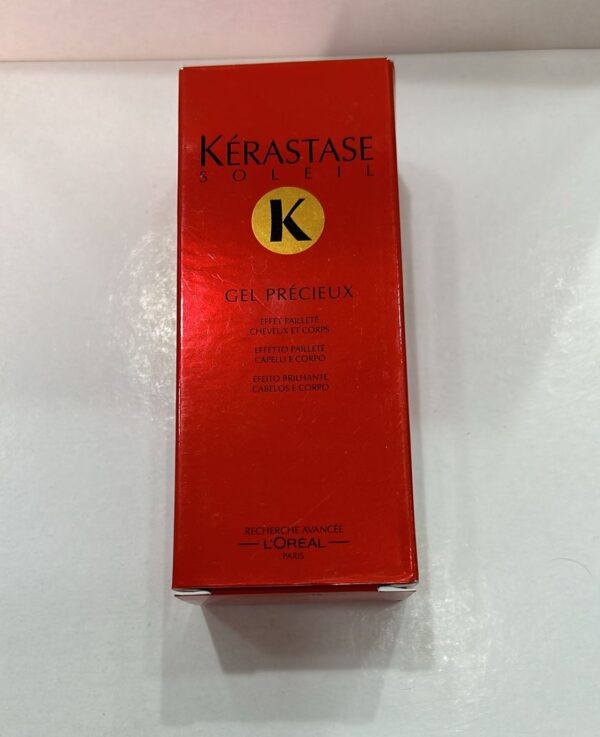 KÉRASTASE
SOLEIL
K
GEL PRÉCIEUX
EFFET PAILLETÉ
CHEVEUX ET CORPS
EFFETTO PAILLETÉ
CAPELLI E CORPO
EFEITO BRILHANTE
CABELOS E CORPO
RECHERCHE AVANCÉE
L'ORÉAL
PARIS